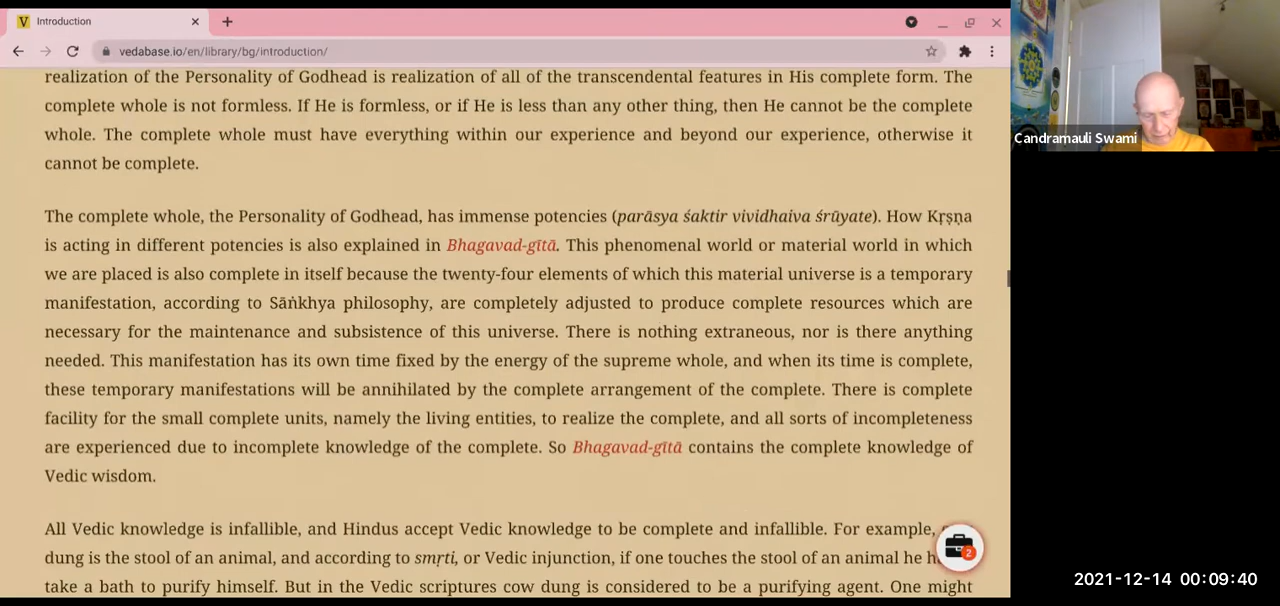 Introduction
vedabase.io/en/library/bg/introduction/
realization of the Personality of Godhead is realization of all of the transcendental features in His complete form. The
complete whole is not formless. If He is formless, or if He is less than any other thing, then He cannot be the complete
whole. The complete whole must have everything within our experience and beyond our experience, otherwise it
cannot be complete.
The complete whole, the Personality of Godhead, has immense potencies (parāsya śaktir vividhaiva śrūyate). How Kṛṣṇa
is acting in different potencies is also explained in Bhagavad-gītā. This phenomenal world or material world in which
we are placed is also complete in itself because the twenty-four elements of which this material universe is a temporary
manifestation, according to Sāṅkhya philosophy, are completely adjusted to produce complete resources which are
necessary for the maintenance and subsistence of this universe. There is nothing extraneous, nor is there anything
needed. This manifestation has its own time fixed by the energy of the supreme whole, and when its time is complete,
these temporary manifestations will be annihilated by the complete arrangement of the complete. There is complete
facility for the small complete units, namely the living entities, to realize the complete, and all sorts of incompleteness
are experienced due to incomplete knowledge of the complete. So Bhagavad-gītā contains the complete knowledge of
Vedic wisdom.
All Vedic knowledge is infallible, and Hindus accept Vedic knowledge to be complete and infallible. For example,
dung is the stool of an animal, and according to smṛti, or Vedic injunction, if one touches the stool of an animal he
take a bath to purify himself. But in the Vedic scriptures cow dung is considered to be a purifying agent. One might
2
Candramauli Swami
2021-12-14 00:09:40